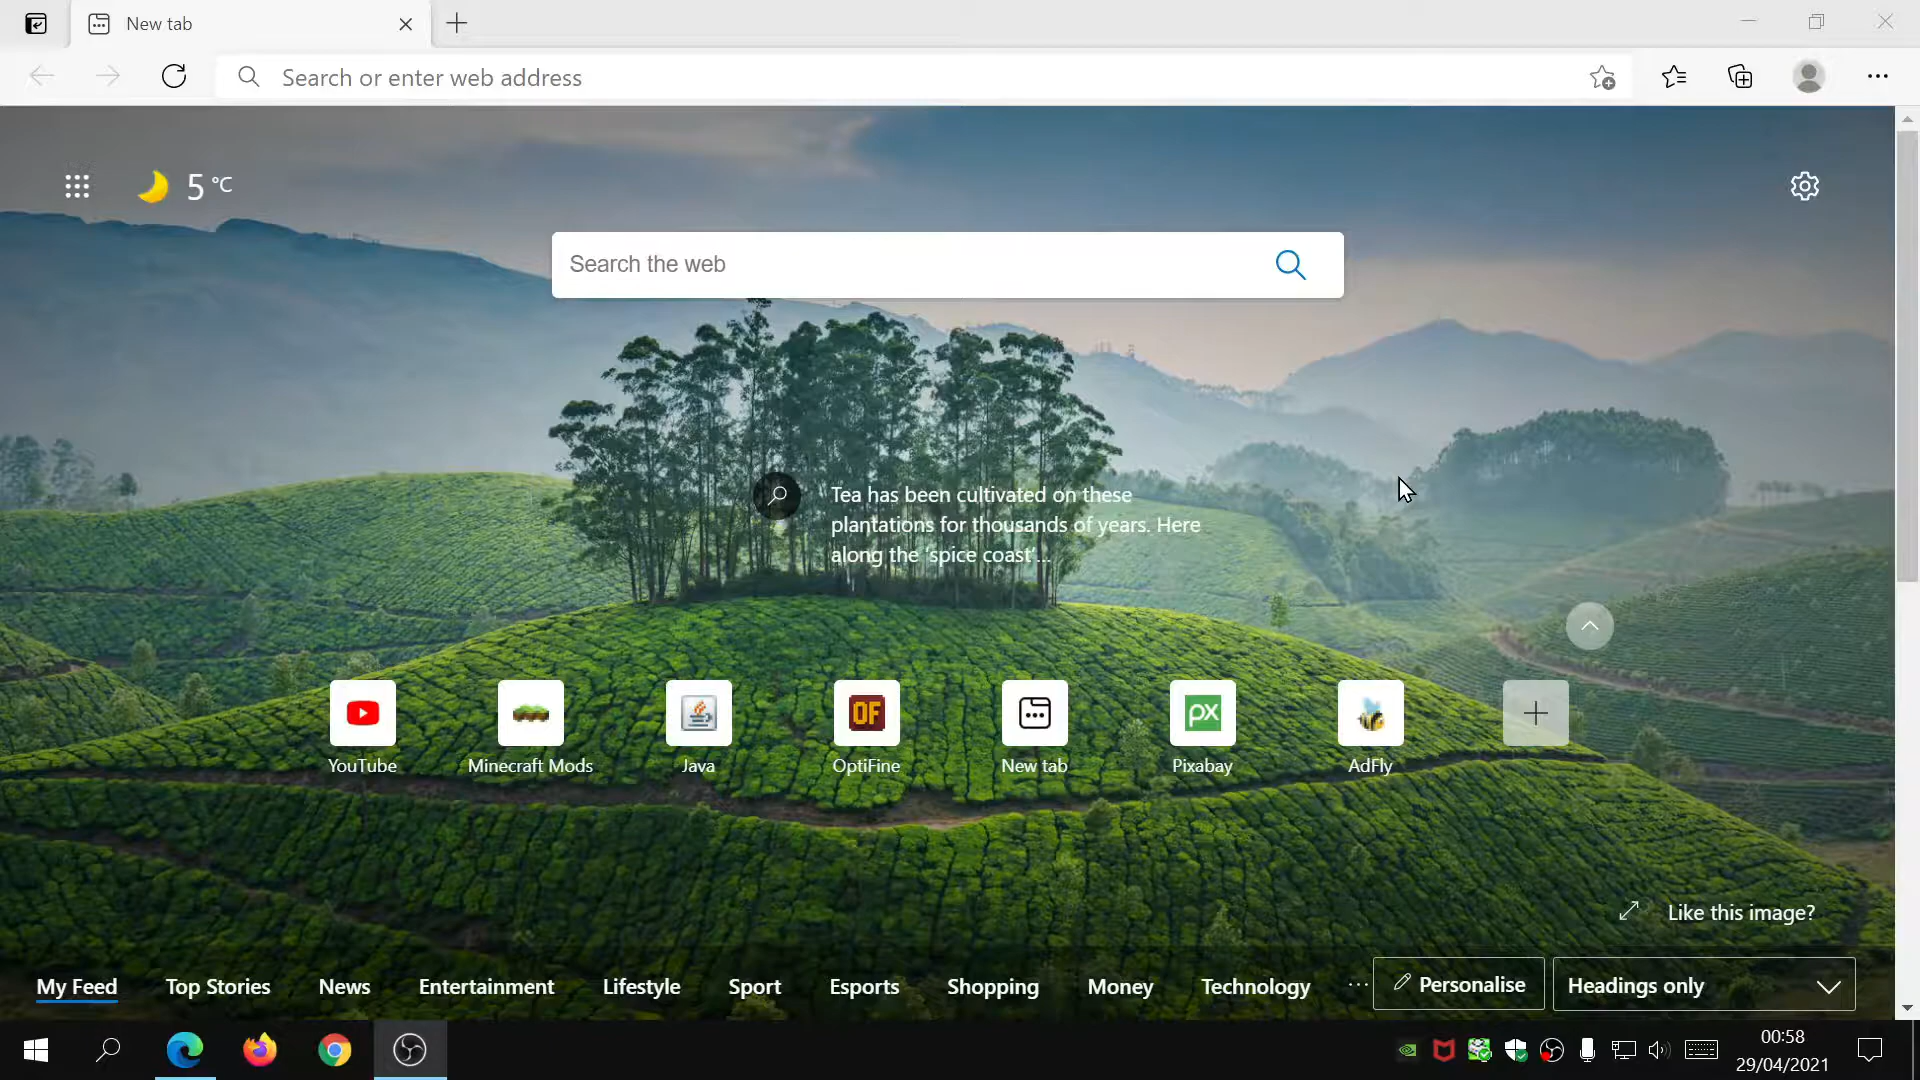 New tab
Search or enter web address
5 °C
Search the web
Tea has been cultivated on these
plantations for thousands of years. Here
along the 'spice coast'...
OF
px
YouTube
Minecraft Mods
Java
OptiFine
New tab
Pixabay
AdFly
Like this image?
My Feed
Top Stories
News
Entertainment
Lifestyle
Sport
Esports
Shopping
Money
Technology
...
Personalise
Headings only
00:58
29/04/2021